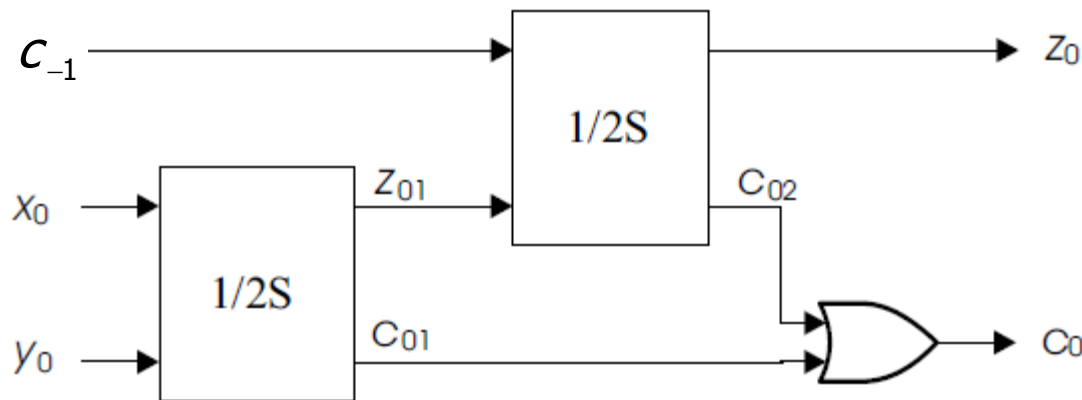 C₋₁
Z₀
1/2S
Z₀₁
C₀₂
X₀
1/2S
C₀₁
y₀
C₀